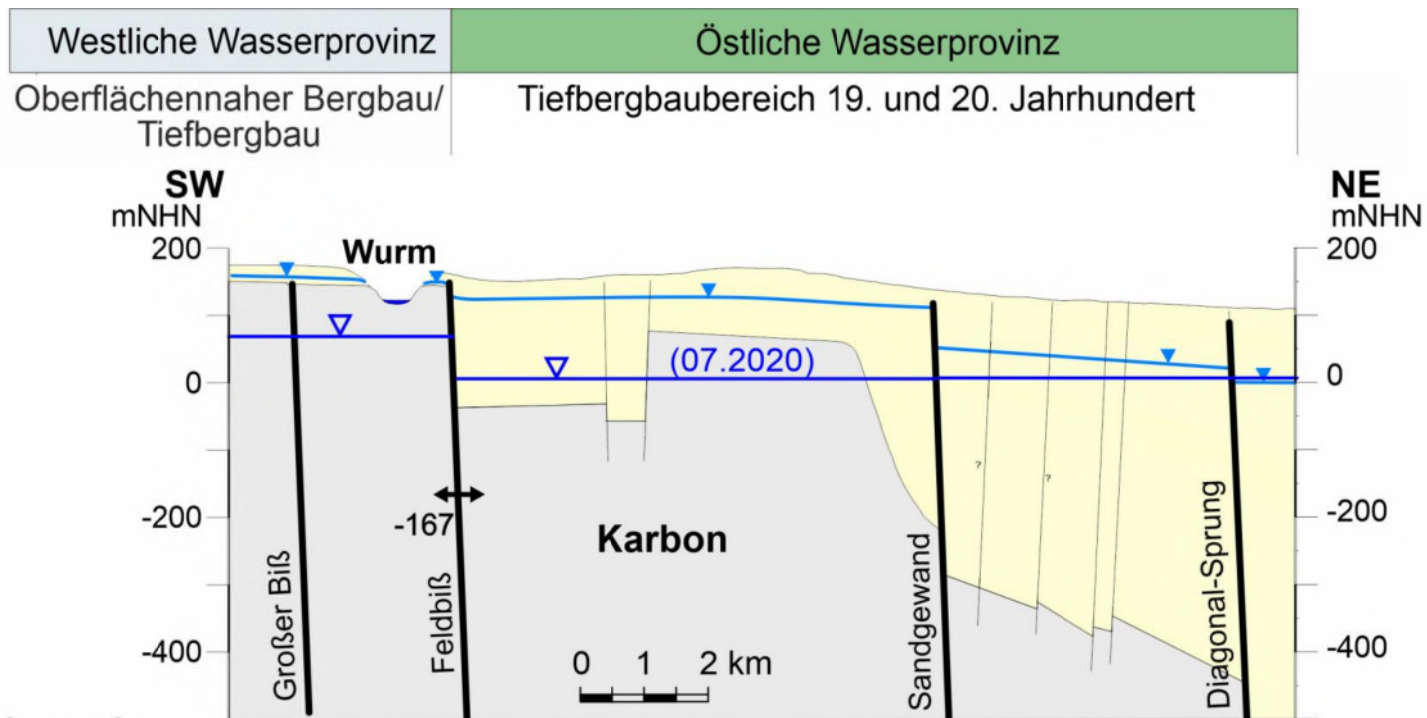 Westliche Wasserprovinz
Östliche Wasserprovinz
Oberflächennaher Bergbau/
Tiefbergbau
Tiefbergbaubereich 19. und 20. Jahrhundert
SW
mNHN
NE
mNHN
Wurm
200
200
(07.2020)
0
0
?
?
-167
-200
-200
Karbon
Großer Biß
Feldbiß
Sandgewand
Diagonal-Sprung
-400
-400
0 1 2 km